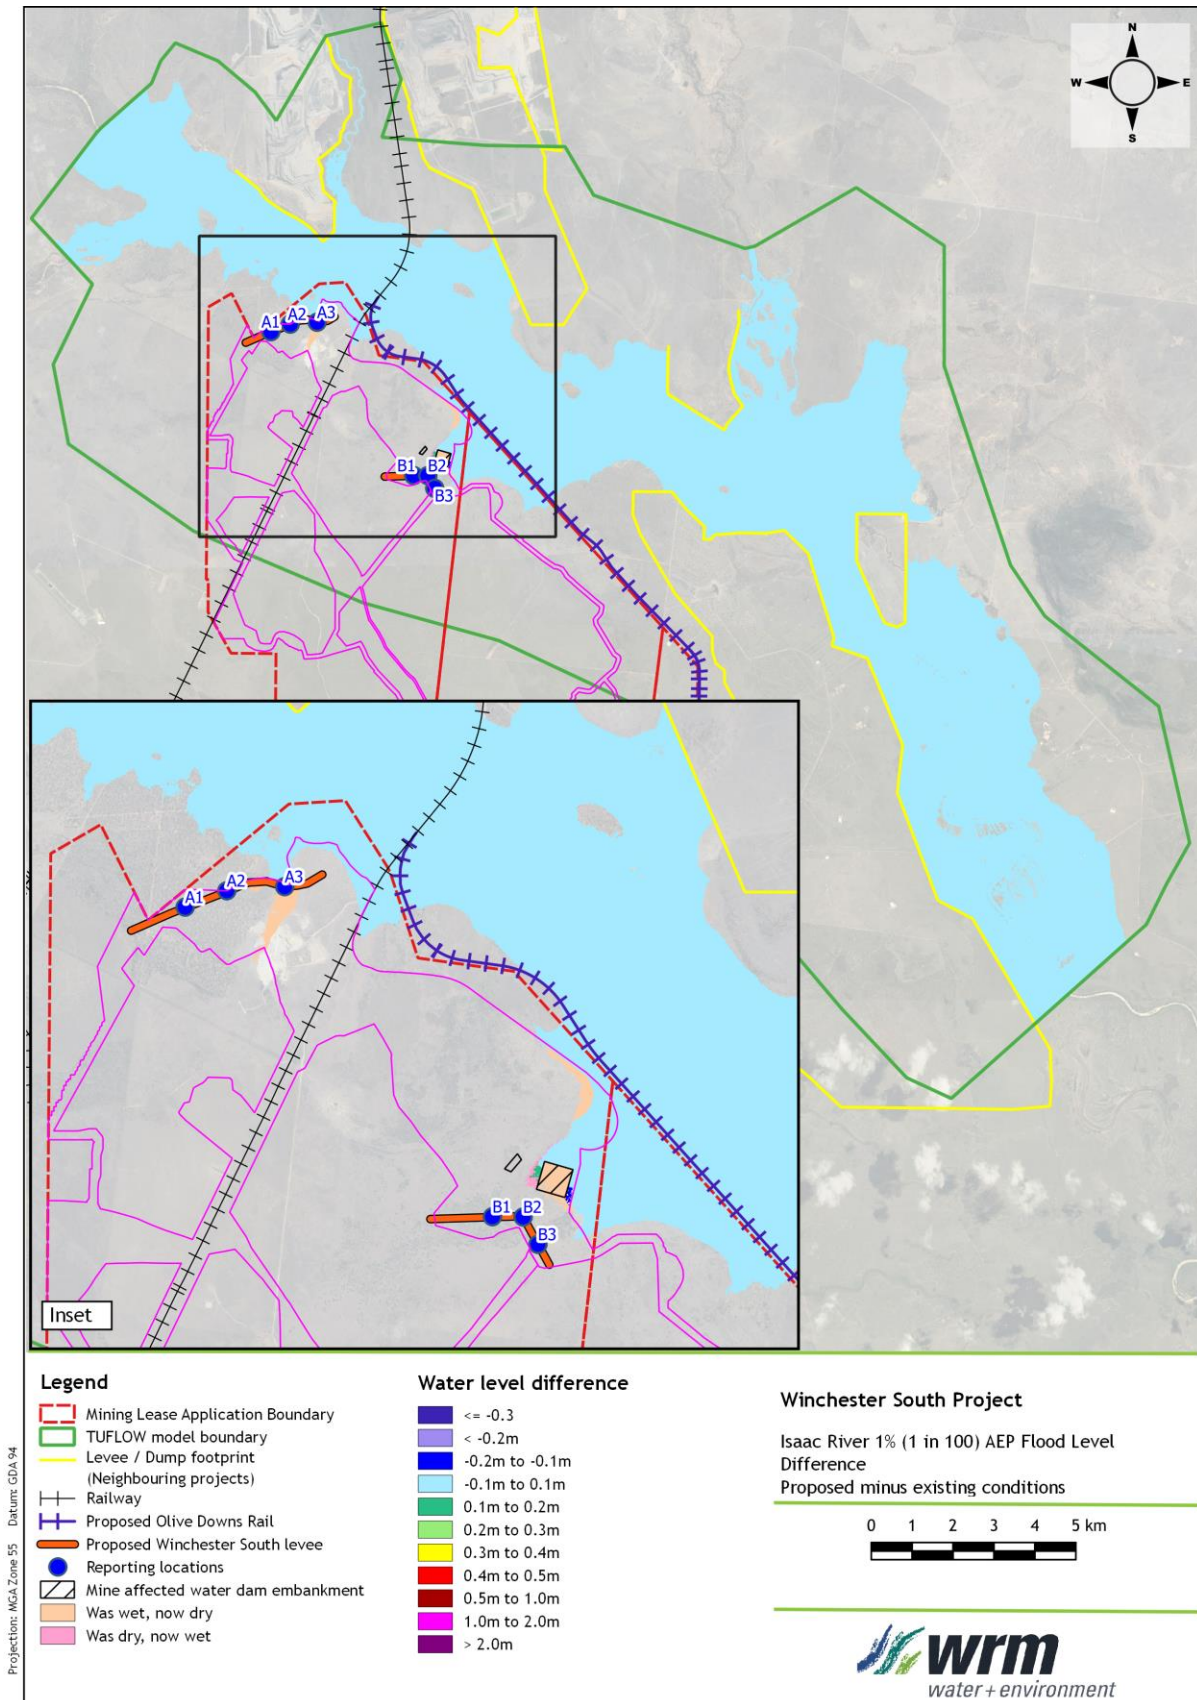 N
W E
S
A1 A2 A3
B1 B2
B3
A1 A2 A3
B1 B2
B3
Inset
Legend
Mining Lease Application Boundary
TUFLOW model boundary
Levee / Dump footprint
(Neighbouring projects)
Railway
Proposed Olive Downs Rail
Proposed Winchester South levee
Reporting locations
Mine affected water dam embankment
Was wet, now dry
Was dry, now wet
Water level difference
<= -0.3
< -0.2m
-0.2m to -0.1m
-0.1m to 0.1m
0.1m to 0.2m
0.2m to 0.3m
0.3m to 0.4m
0.4m to 0.5m
0.5m to 1.0m
1.0m to 2.0m
> 2.0m
Winchester South Project
Isaac River 1% (1 in 100) AEP Flood Level
Difference
Proposed minus existing conditions
0 1 2 3 4 5 km
wrm
water + environment
Projection: MGA Zone 55 Datum: GDA 94